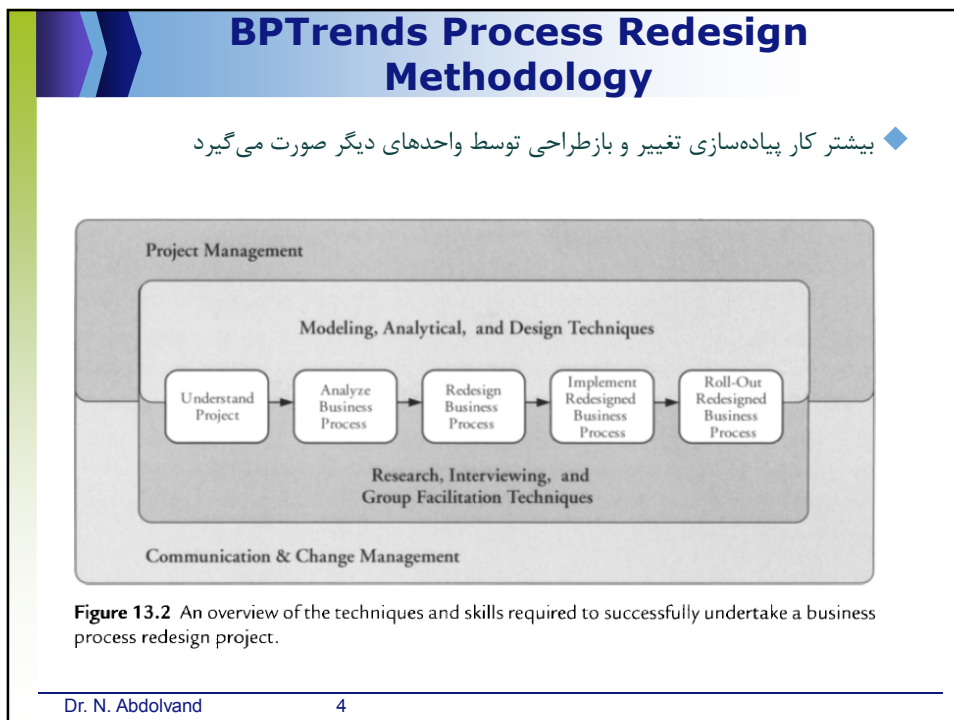 BPTrends Process Redesign
Methodology
بیشتر کار پیاده‌سازی تغییر و بازطراحی توسط واحدهای دیگر صورت می‌گیرد
Project Management
Modeling, Analytical, and Design Techniques
Understand
Project
Analyze
Business
Process
Redesign
Business
Process
Implement
Redesigned
Business
Process
Roll-Out
Redesigned
Business
Process
Research, Interviewing, and
Group Facilitation Techniques
Communication & Change Management
Figure 13.2 An overview of the techniques and skills required to successfully undertake a business
process redesign project.
Dr. N. Abdolvand 4